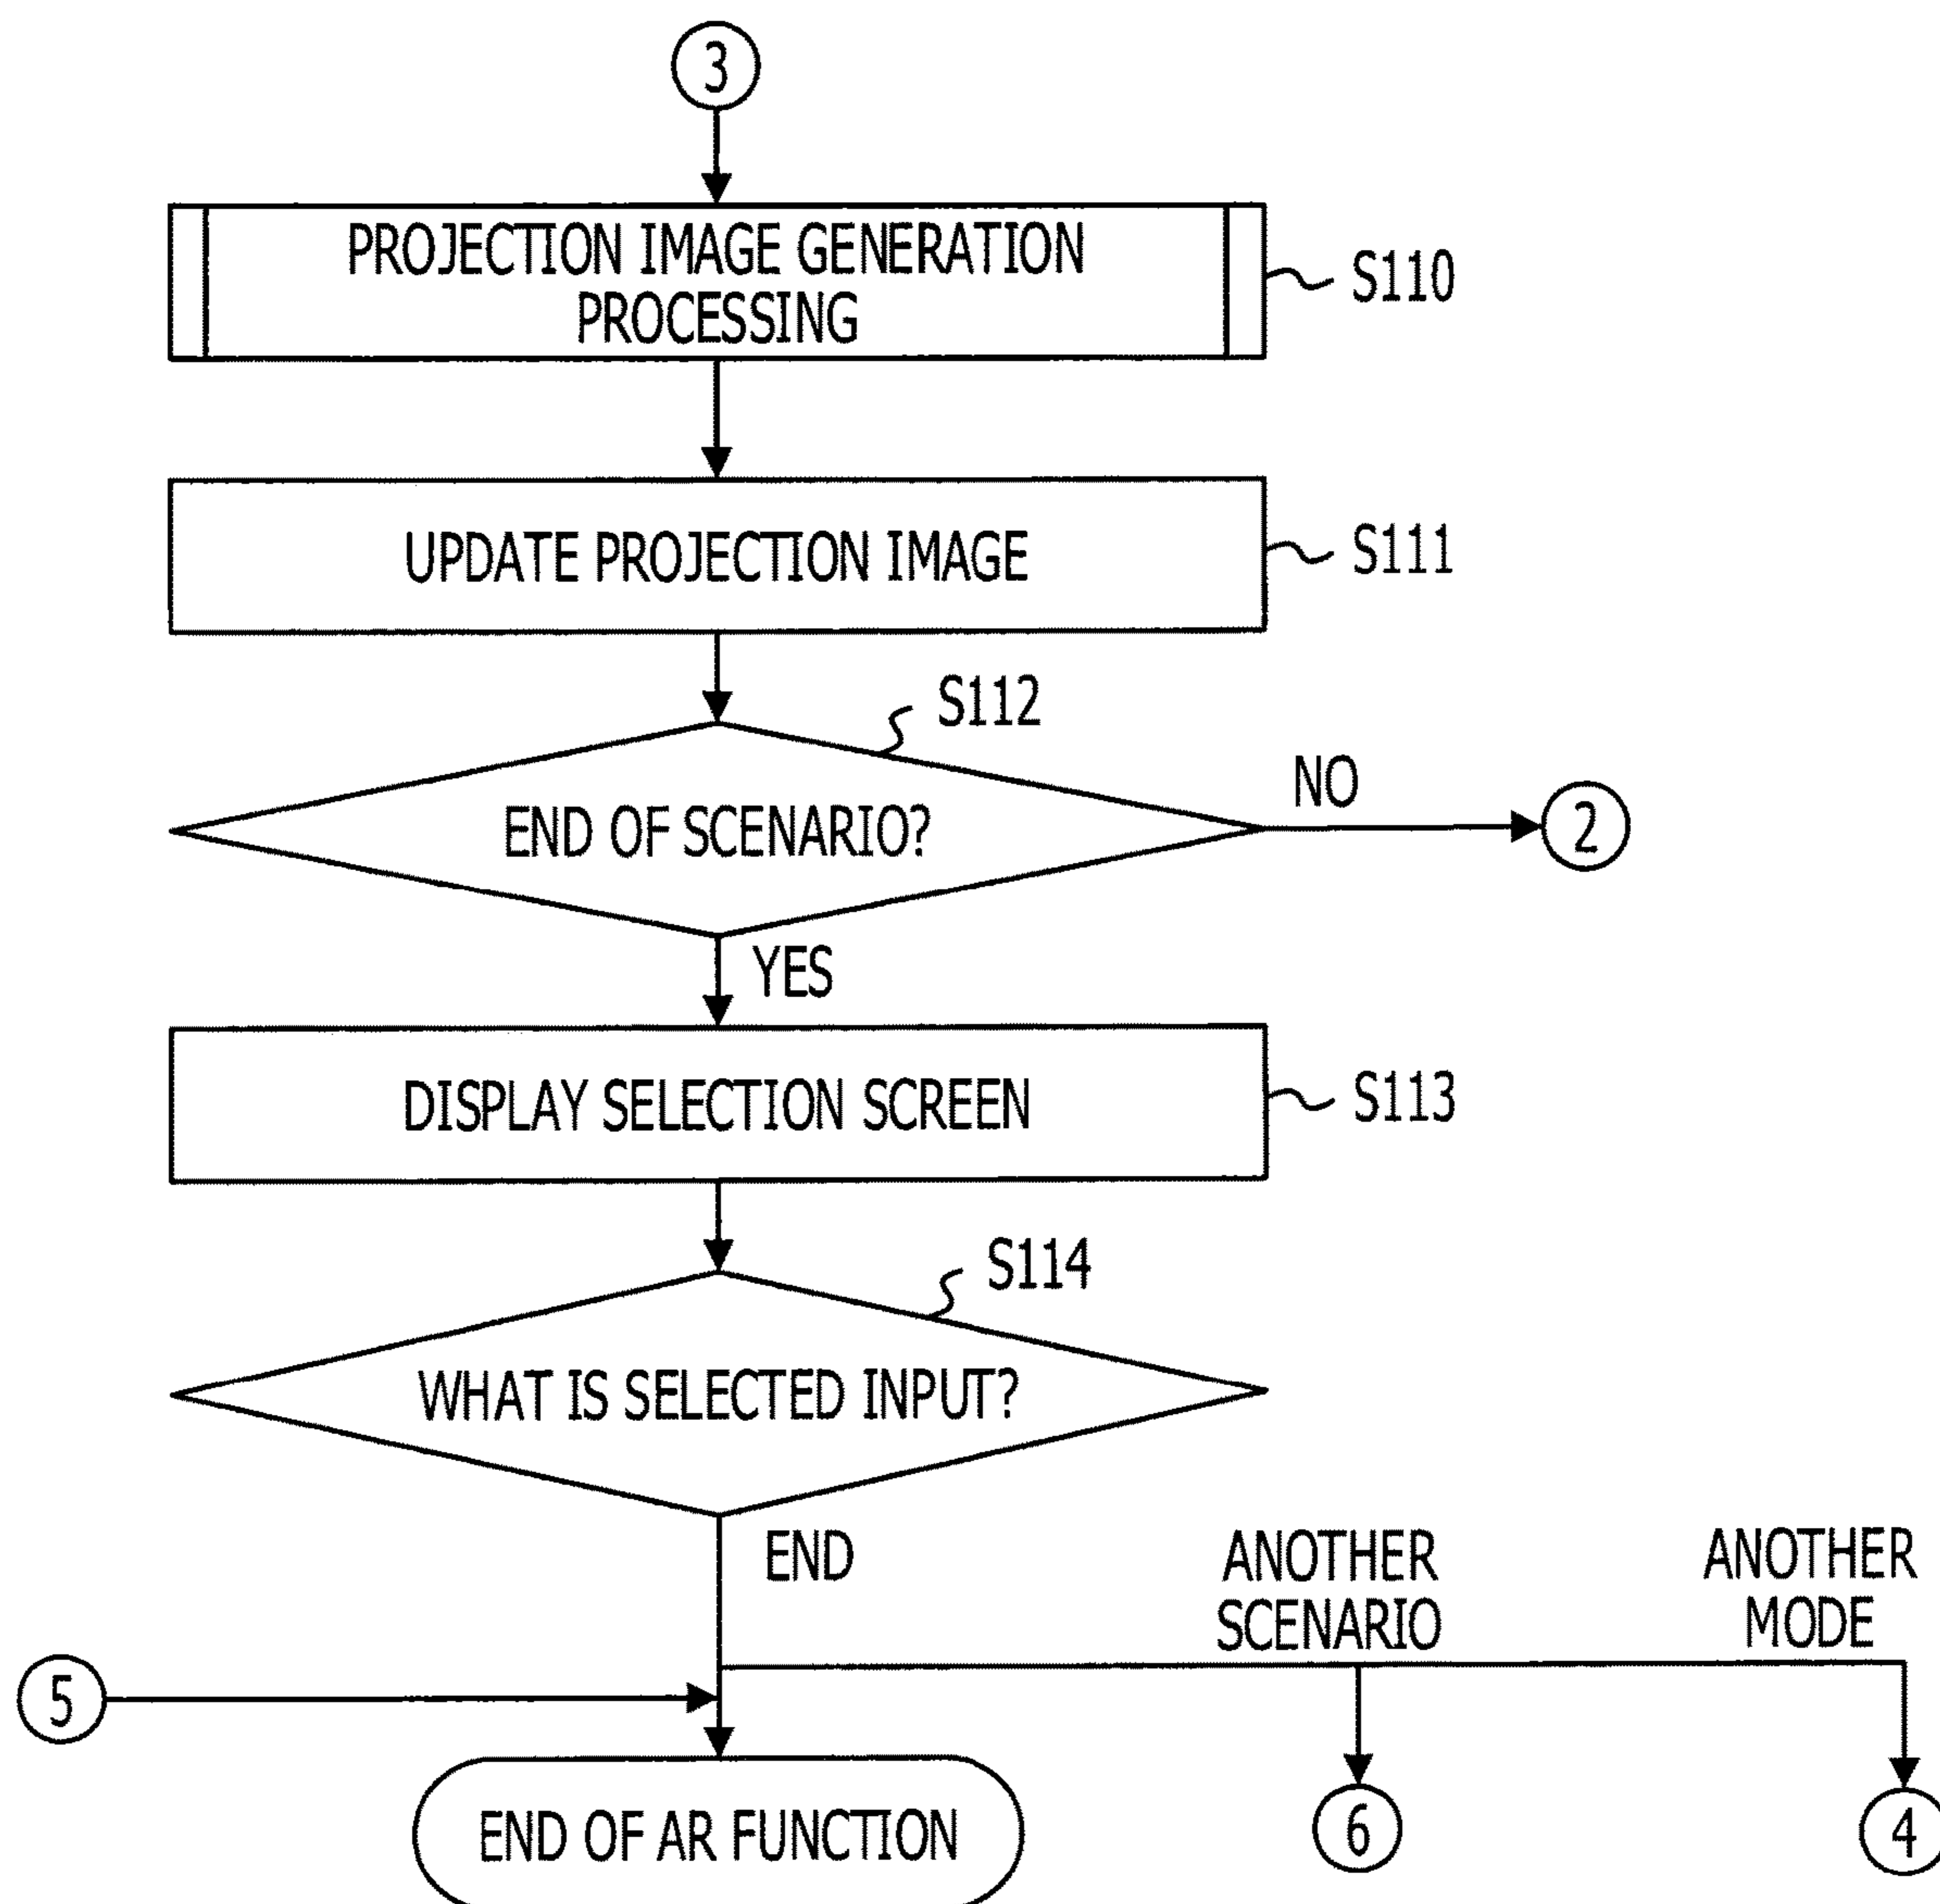 3
PROJECTION IMAGE GENERATION
PROCESSING
S110
UPDATE PROJECTION IMAGE
S111
S112
END OF SCENARIO?
NO
2
YES
DISPLAY SELECTION SCREEN
S113
S114
WHAT IS SELECTED INPUT?
END
ANOTHER
SCENARIO
ANOTHER
MODE
5
END OF AR FUNCTION
6
4